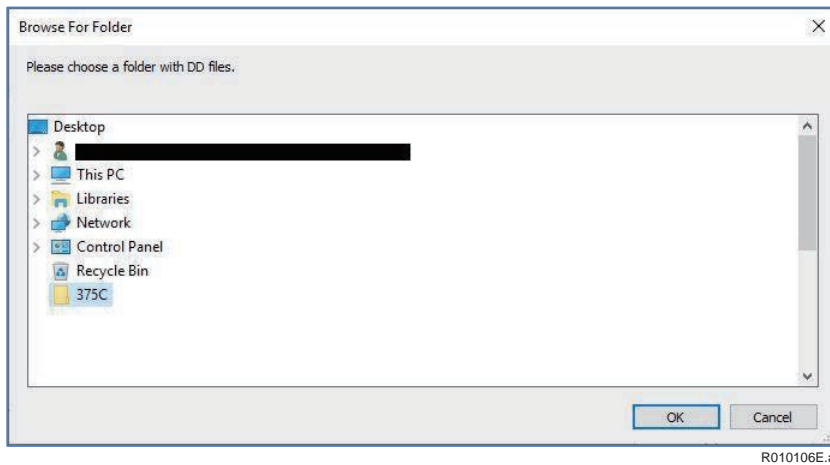 Browse For Folder
Please choose a folder with DD files.
Desktop
This PC
Libraries
Network
Control Panel
Recycle Bin
375C
OK Cancel
R010106E.a